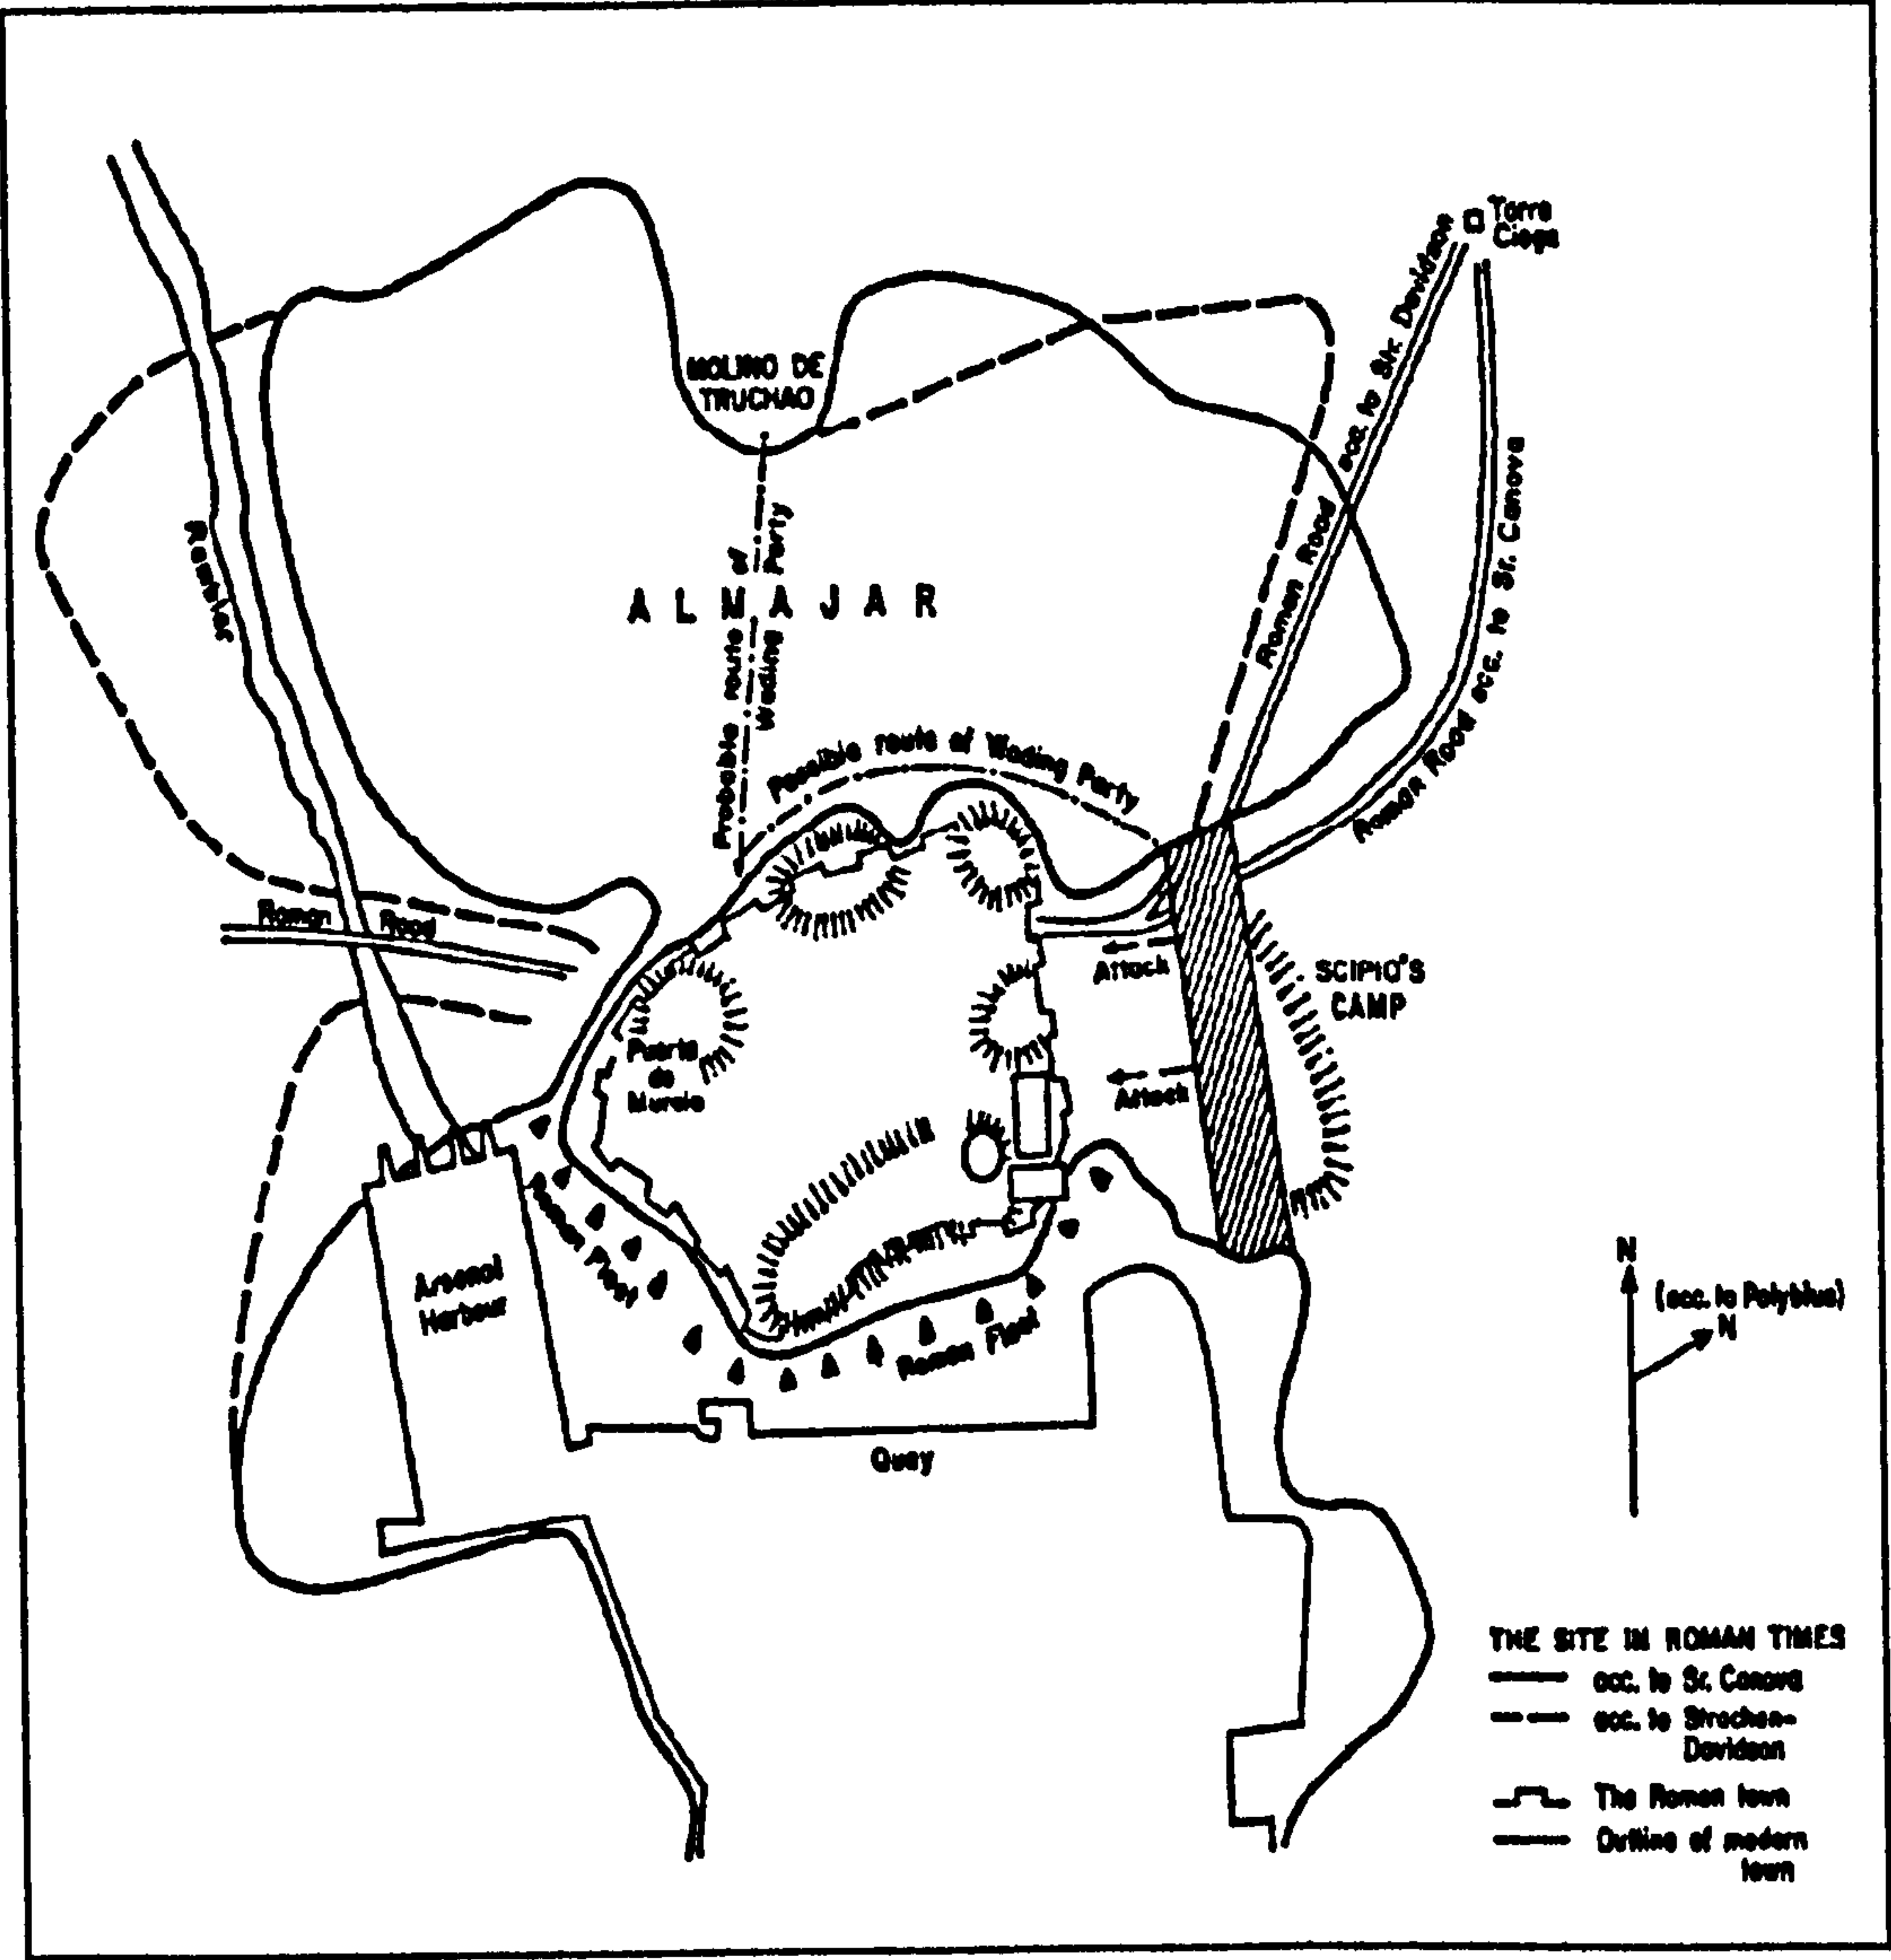 Torre
Ciega
Roman Road acc. to Str. Davidson
MOLINO DE
TRUCHAO
Roman Road acc. to Sr. Canova
Ramblas
ALMAJAR
Probable route of
Wading Party
Possible route of Wading Party
Roman Road
Attack
SCIPIO'S
CAMP
Puerta
de
Murcia
Attack
Arsenal
Harbour
Roman Fleet
Quay
N
(acc. to Polybius)
N
THE SITE IN ROMAN TIMES
acc. to Sr. Canova
acc. to Strachan-
Davidson
The Roman town
Outline of modern
town